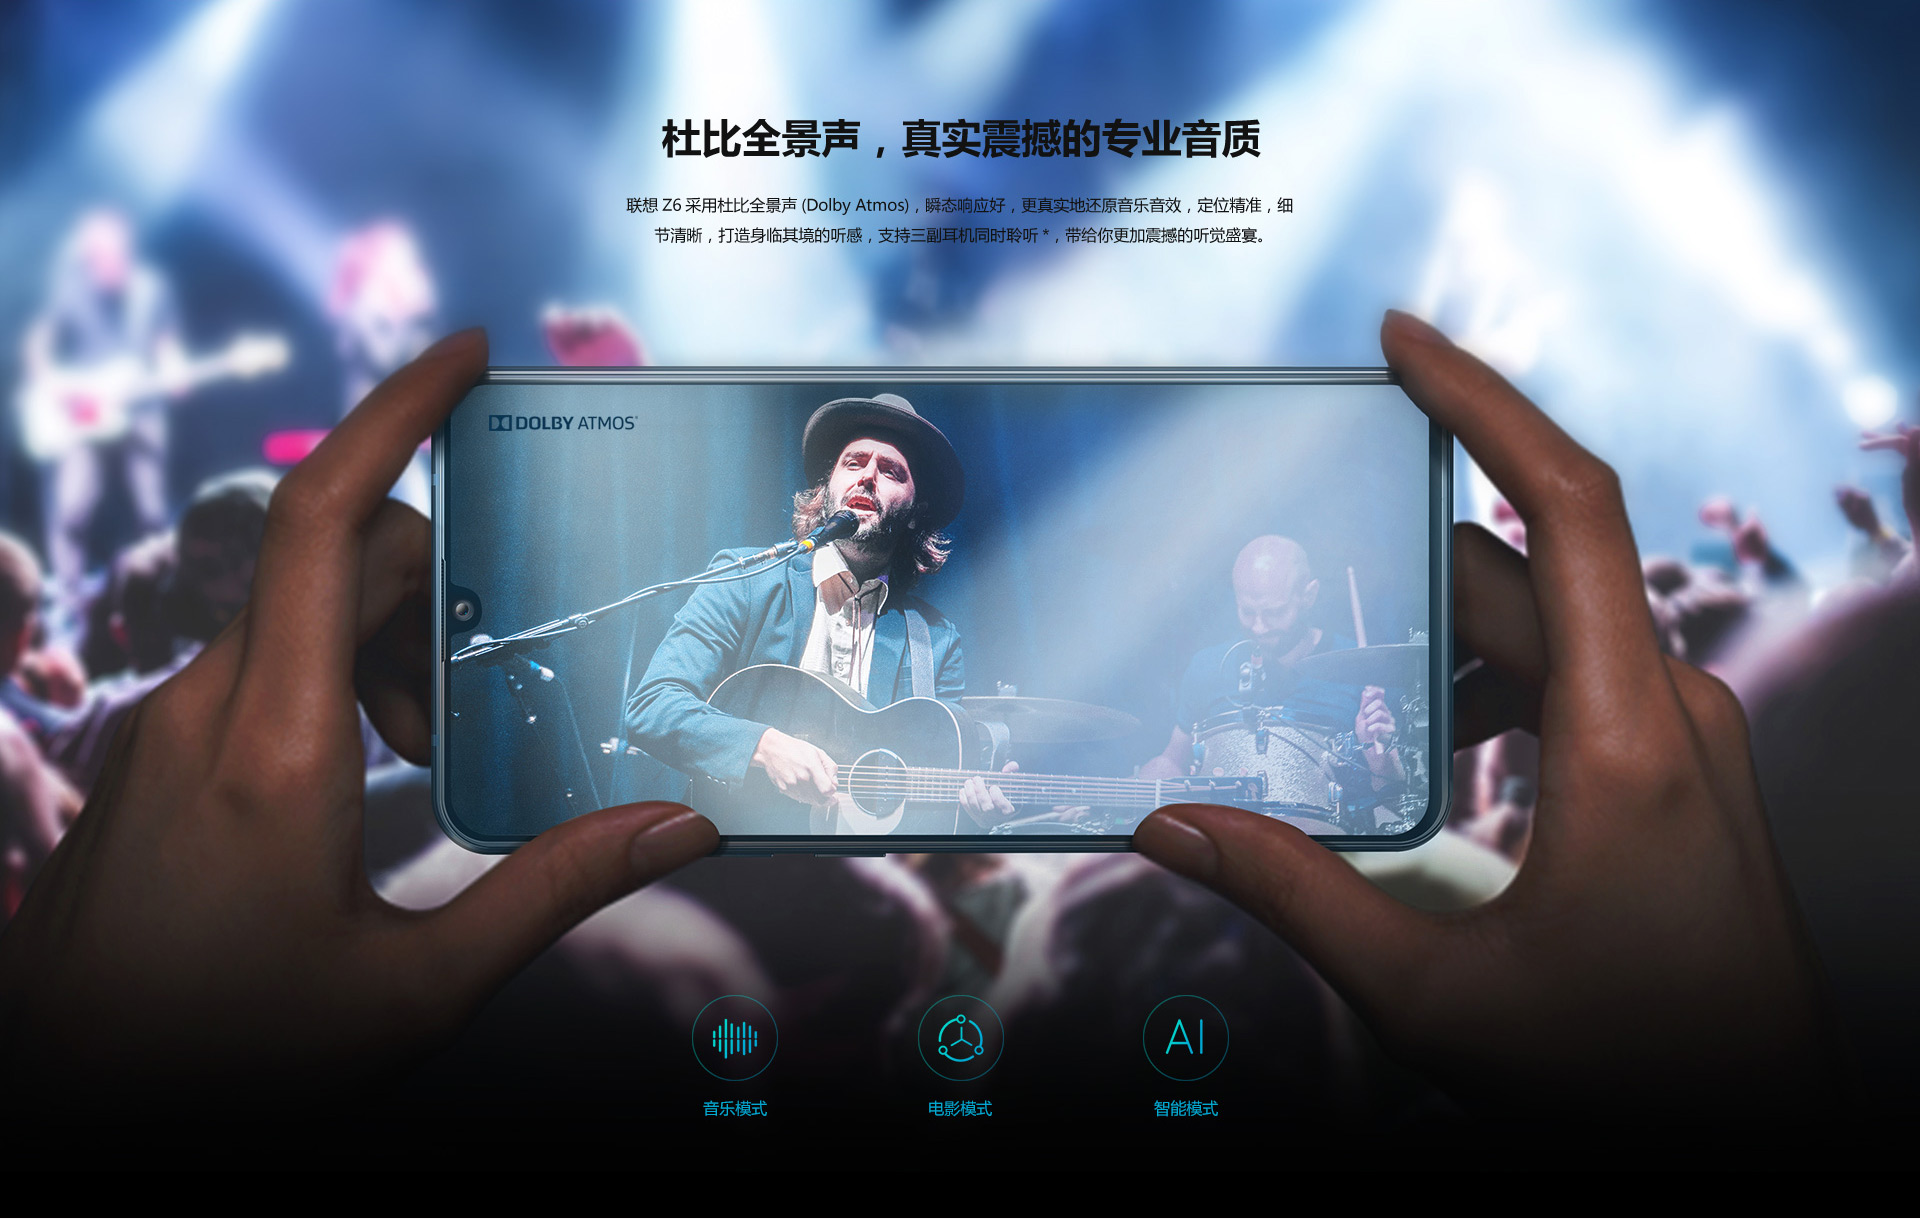 杜比全景声，真实震撼的专业音质
联想 Z6 采用杜比全景声 (Dolby Atmos)，瞬态响应好，更真实地还原音乐音效，定位精准，细
节清晰，打造身临其境的听感，支持三副耳机同时聆听 *，带给你更加震撼的听觉盛宴。
DOLBY ATMOS®
AI
音乐模式
电影模式
智能模式